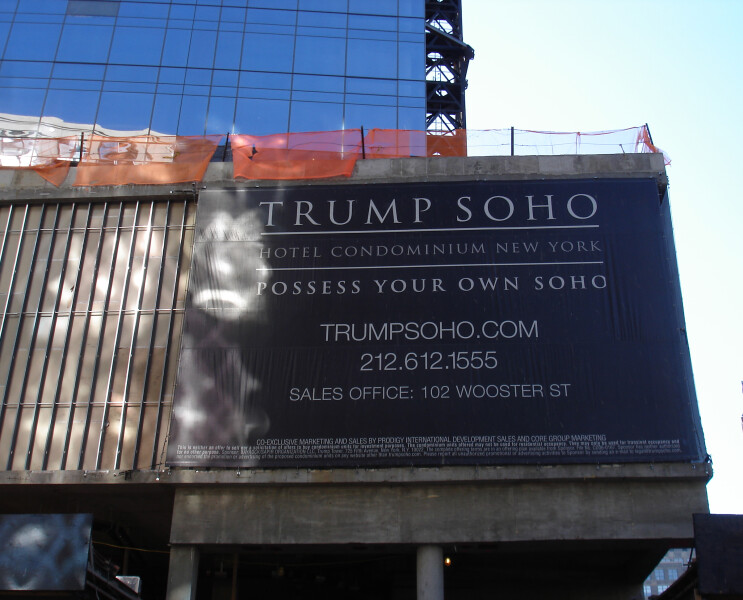 TRUMP SOHO
HOTEL CONDOMINIUM NEW YORK
POSSESS YOUR OWN SOHO
TRUMPSOHO.COM
212.612.1555
SALES OFFICE: 102 WOOSTER ST
CO-EXCLUSIVE MARKETING AND SALES BY PRODIGY INTERNATIONAL DEVELOPMENT SALES AND CORE GROUP MARKETING